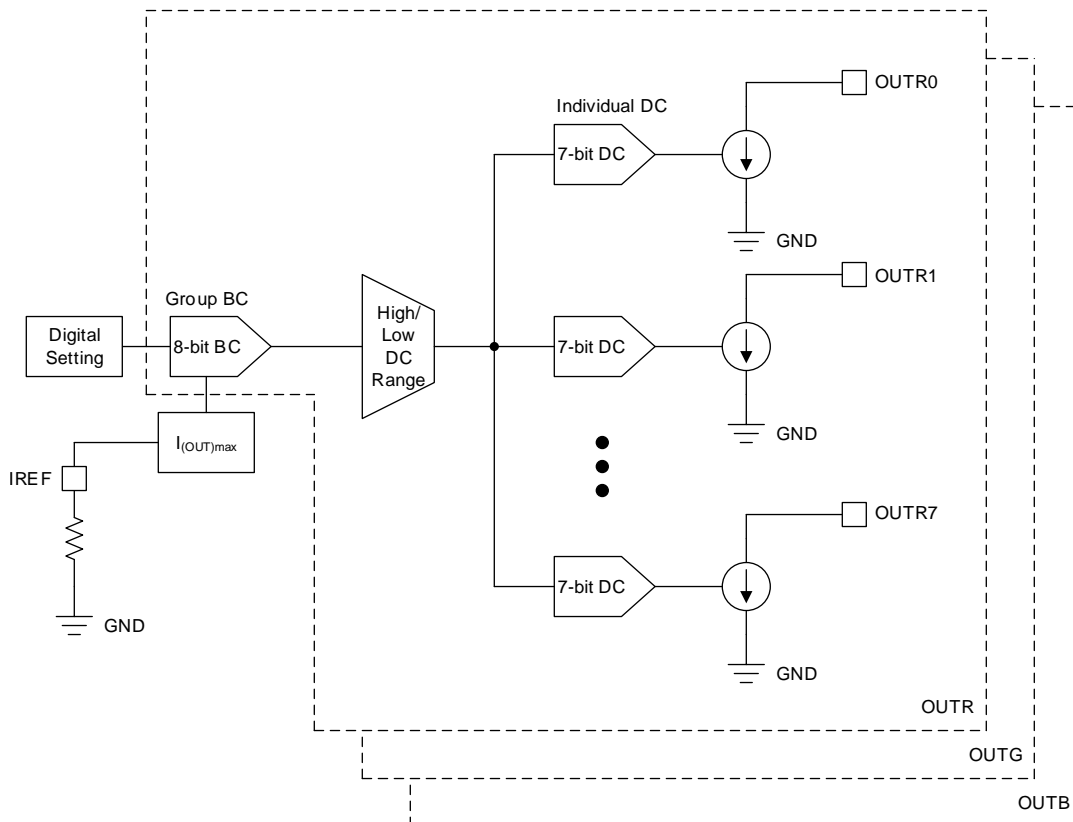 OUTR0
Individual DC
7-bit DC
GND
OUTR1
Group BC
High/
Low
DC
Range
Digital
Setting
8-bit BC
7-bit DC
GND
I(OUT)max
IREF
OUTR7
7-bit DC
GND
GND
OUTR
OUTG
OUTB